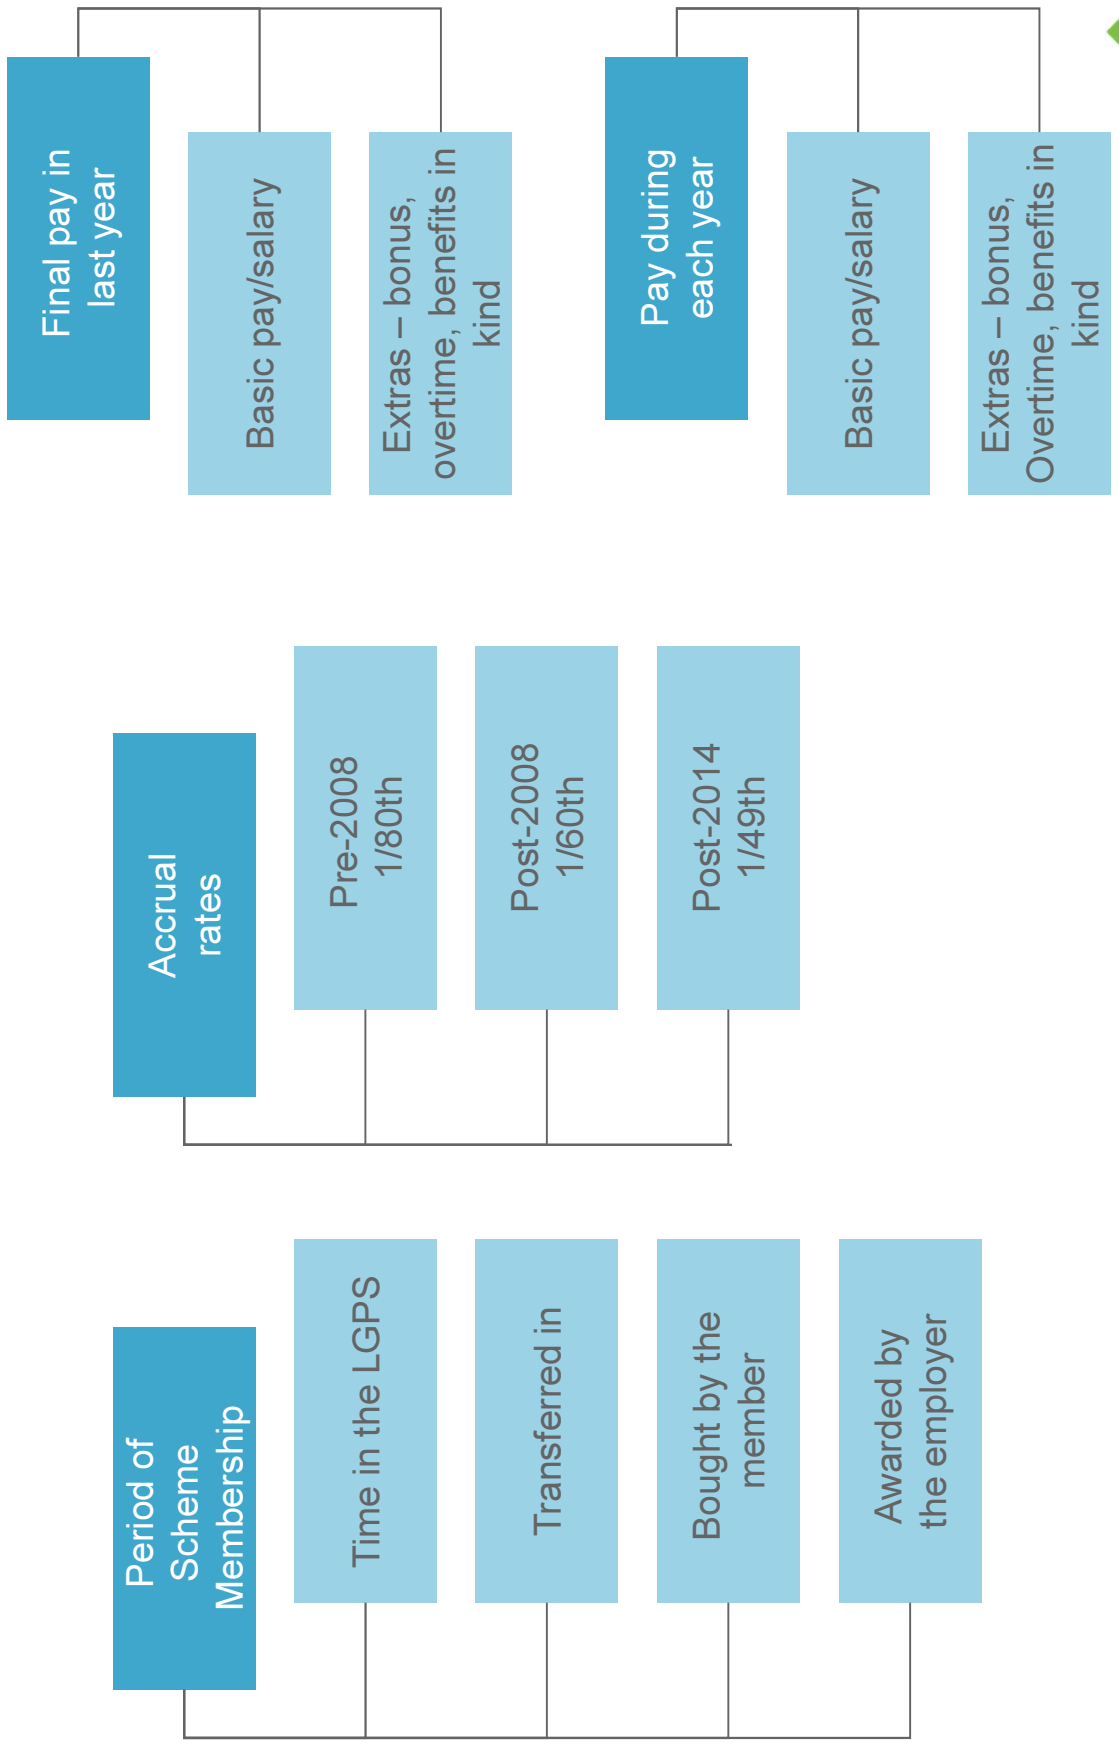 Period of
Scheme
Membership
Time in the LGPS
Transferred in
Bought by the
member
Awarded by
the employer
Accrual
rates
Pre-2008
1/80th
Post-2008
1/60th
Post-2014
1/49th
Final pay in
last year
Basic pay/salary
Extras – bonus,
overtime, benefits in
kind
Pay during
each year
Basic pay/salary
Extras – bonus,
Overtime, benefits in
kind